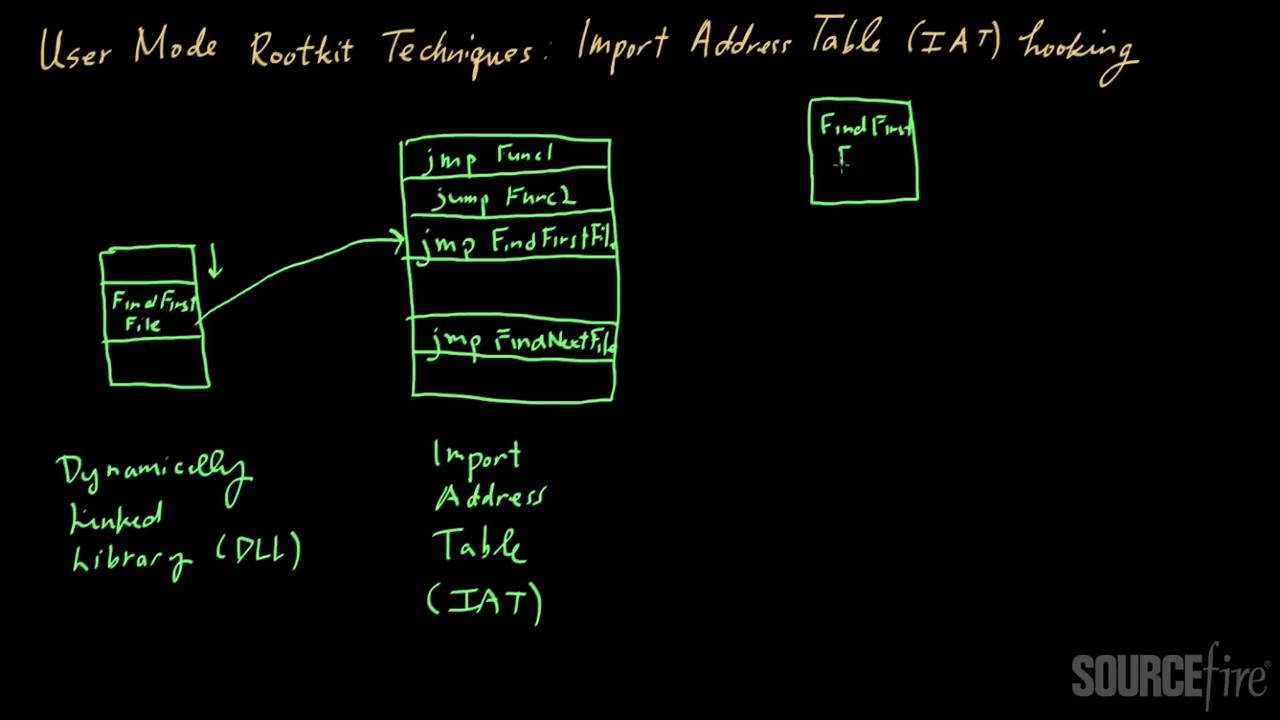 User Mode Rootkit Techniques: Import Address Table (IAT) hooking
FindFirst
F
jmp Func1
jump Func2
jmp FindFirstFil
FindFirst
File
jmp FindNextFile
Dynamically
Linked
Library (DLL)
Import
Address
Table
(IAT)
SOURCEfire®